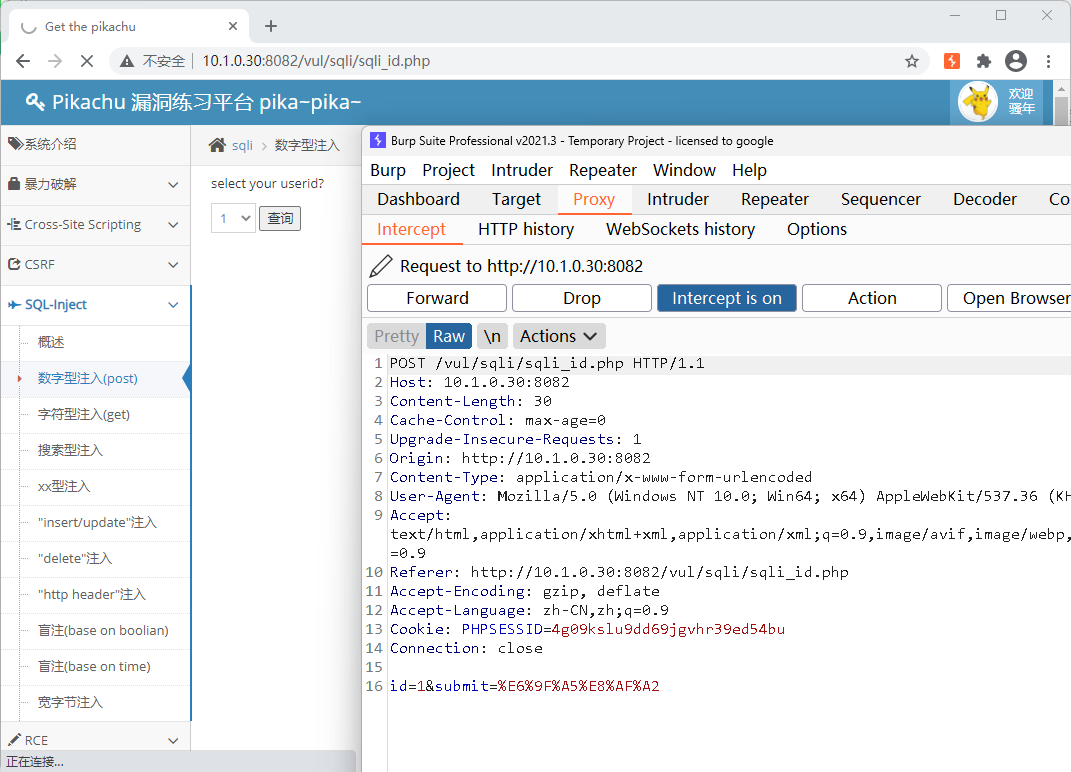 Get the pikachu
不安全
10.1.0.30:8082/vul/sqli/sqli_id.php
Pikachu 漏洞练习平台 pika~pika~
欢迎
骚年
系统介绍
暴力破解
Cross-Site Scripting
CSRF
SQL-Inject
概述
数字型注入(post)
字符型注入(get)
搜索型注入
xx型注入
"insert/update"注入
"delete"注入
"http header"注入
盲注(base on boolian)
盲注(base on time)
宽字节注入
RCE
正在连接...
sqli
数字型注入
select your userid?
1
查询
Burp Suite Professional v2021.3 - Temporary Project - licensed to google
Burp Project Intruder Repeater Window Help
Dashboard Target Proxy Intruder Repeater Sequencer Decoder Co
Intercept HTTP history WebSockets history Options
Request to http://10.1.0.30:8082
Forward Drop Intercept is on Action Open Browser
Pretty Raw \n Actions
1 POST /vul/sqli/sqli_id.php HTTP/1.1
2 Host: 10.1.0.30:8082
3 Content-Length: 30
4 Cache-Control: max-age=0
5 Upgrade-Insecure-Requests: 1
6 Origin: http://10.1.0.30:8082
7 Content-Type: application/x-www-form-urlencoded
8 User-Agent: Mozilla/5.0 (Windows NT 10.0; Win64; x64) AppleWebKit/537.36 (KH
9 Accept:
text/html,application/xhtml+xml,application/xml;q=0.9,image/avif,image/webp,
=0.9
10 Referer: http://10.1.0.30:8082/vul/sqli/sqli_id.php
11 Accept-Encoding: gzip, deflate
12 Accept-Language: zh-CN,zh;q=0.9
13 Cookie: PHPSESSID=4g09kslu9dd69jgvhr39ed54bu
14 Connection: close
15
16 id=1&submit=%E6%9F%A5%E8%AF%A2